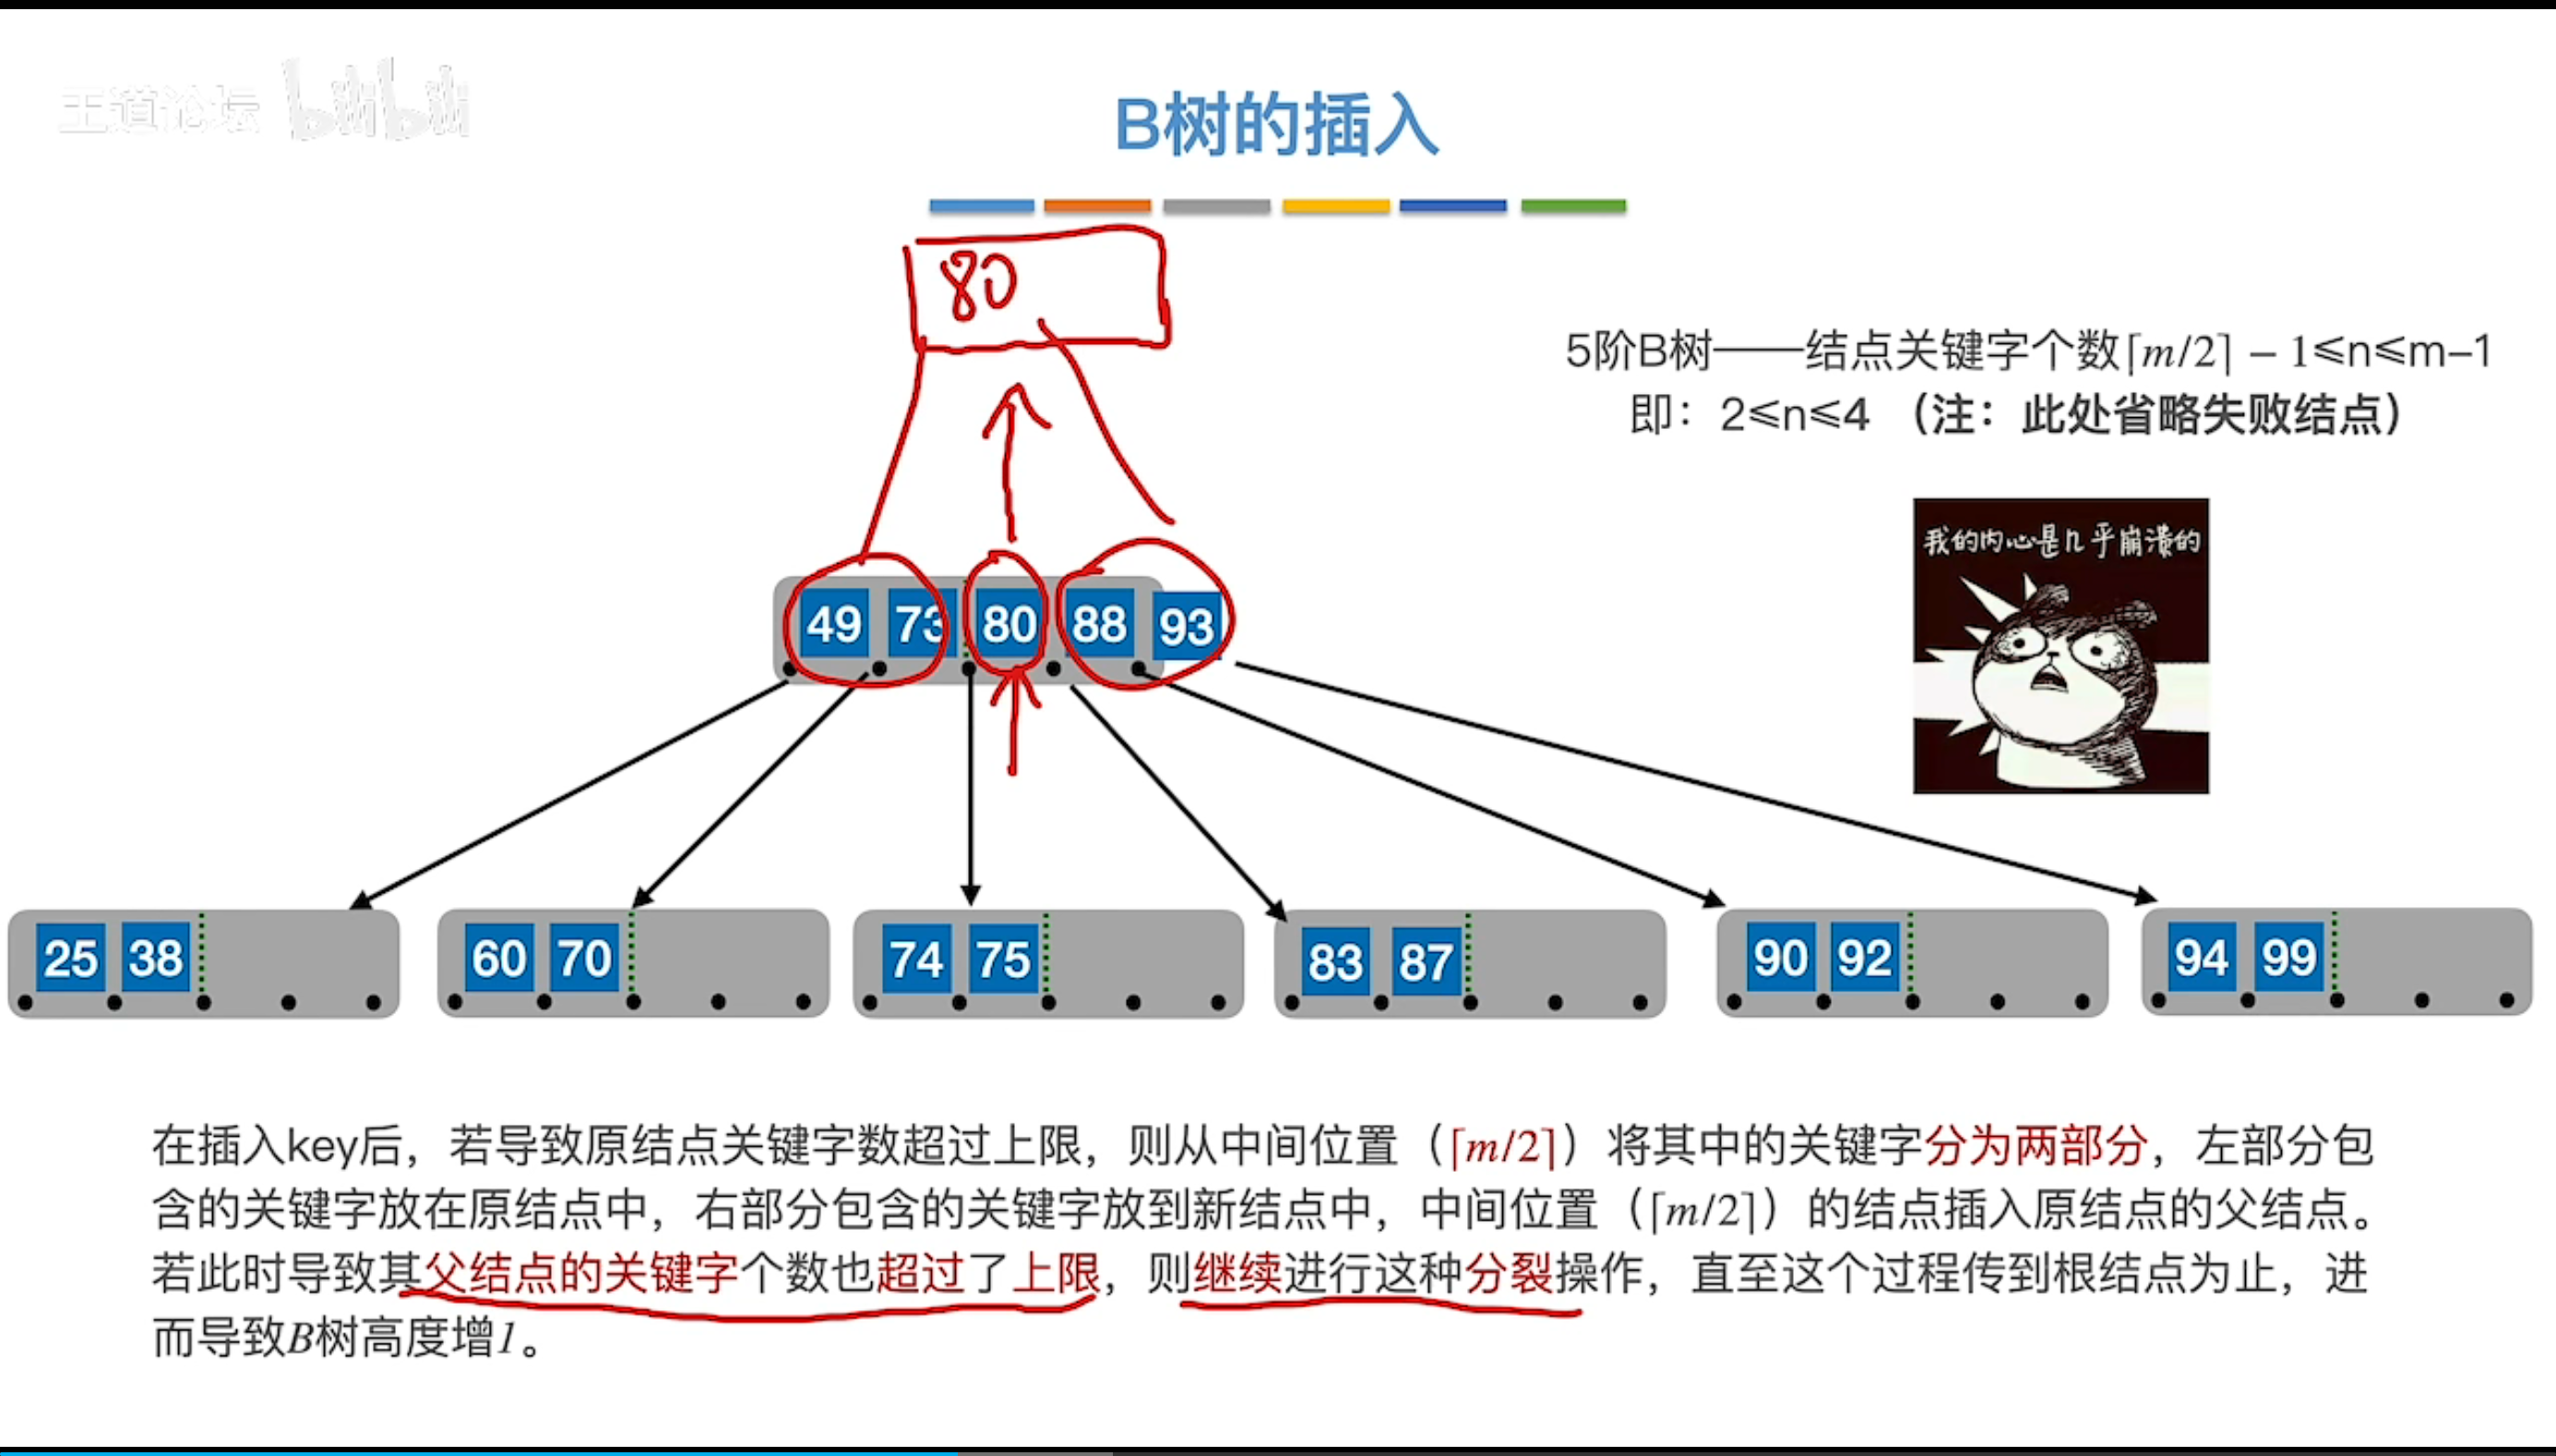 王道论坛 bilibili
B树的插入
80
5阶B树——结点关键字个数⌈m/2⌉ – 1≤n≤m–1
即：2≤n≤4 （注：此处省略失败结点）
我的内心是几乎崩溃的
49 73 80 88 93
25 38 60 70 74 75 83 87 90 92 94 99
在插入key后，若导致原结点关键字数超过上限，则从中间位置（⌈m/2⌉）将其中的关键字分为两部分，左部分包
含的关键字放在原结点中，右部分包含的关键字放到新结点中，中间位置（⌈m/2⌉）的结点插入原结点的父结点。
若此时导致其父结点的关键字个数也超过了上限，则继续进行这种分裂操作，直至这个过程传到根结点为止，进
而导致B树高度增1。